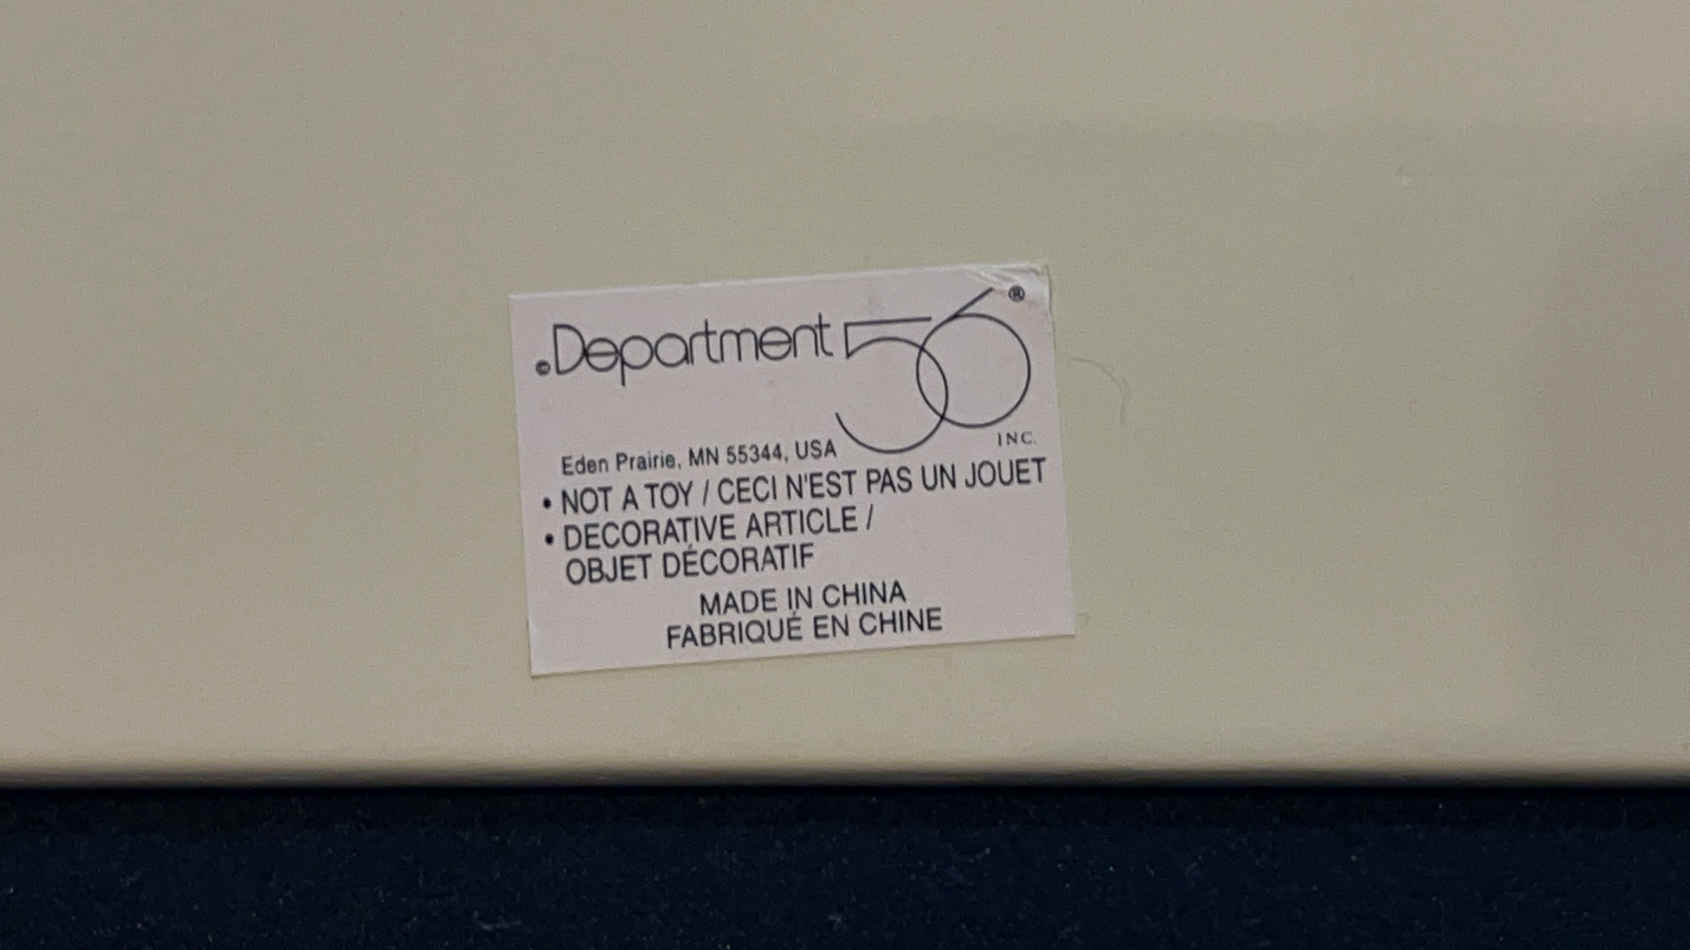 ©Department 56®
INC.
Eden Prairie, MN 55344, USA
• NOT A TOY / CECI N'EST PAS UN JOUET
• DECORATIVE ARTICLE /
OBJET DÉCORATIF
MADE IN CHINA
FABRIQUÉ EN CHINE